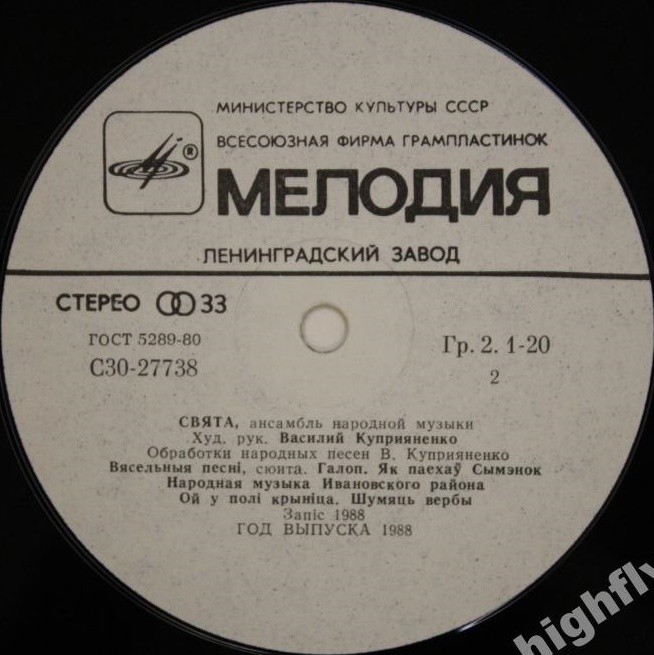 МИНИСТЕРСТВО КУЛЬТУРЫ СССР
ВСЕСОЮЗНАЯ ФИРМА ГРАМПЛАСТИНОК
®
МЕЛОДИЯ
ЛЕНИНГРАДСКИЙ ЗАВОД
СТЕРЕО 33
ГОСТ 5289-80
С30-27738
Гр. 2. 1-20
2
СВЯТА, ансамбль народной музыки
Худ. рук. Василий Куприяненко
Обработки народных песен В. Куприяненко
Вясельныя песні, сюита. Галоп. Як паехаў Сымэнок
Народная музыка Ивановского района
Ой у полі крыніца. Шумяць вербы
Запіс 1988
ГОД ВЫПУСКА 1988
highfly